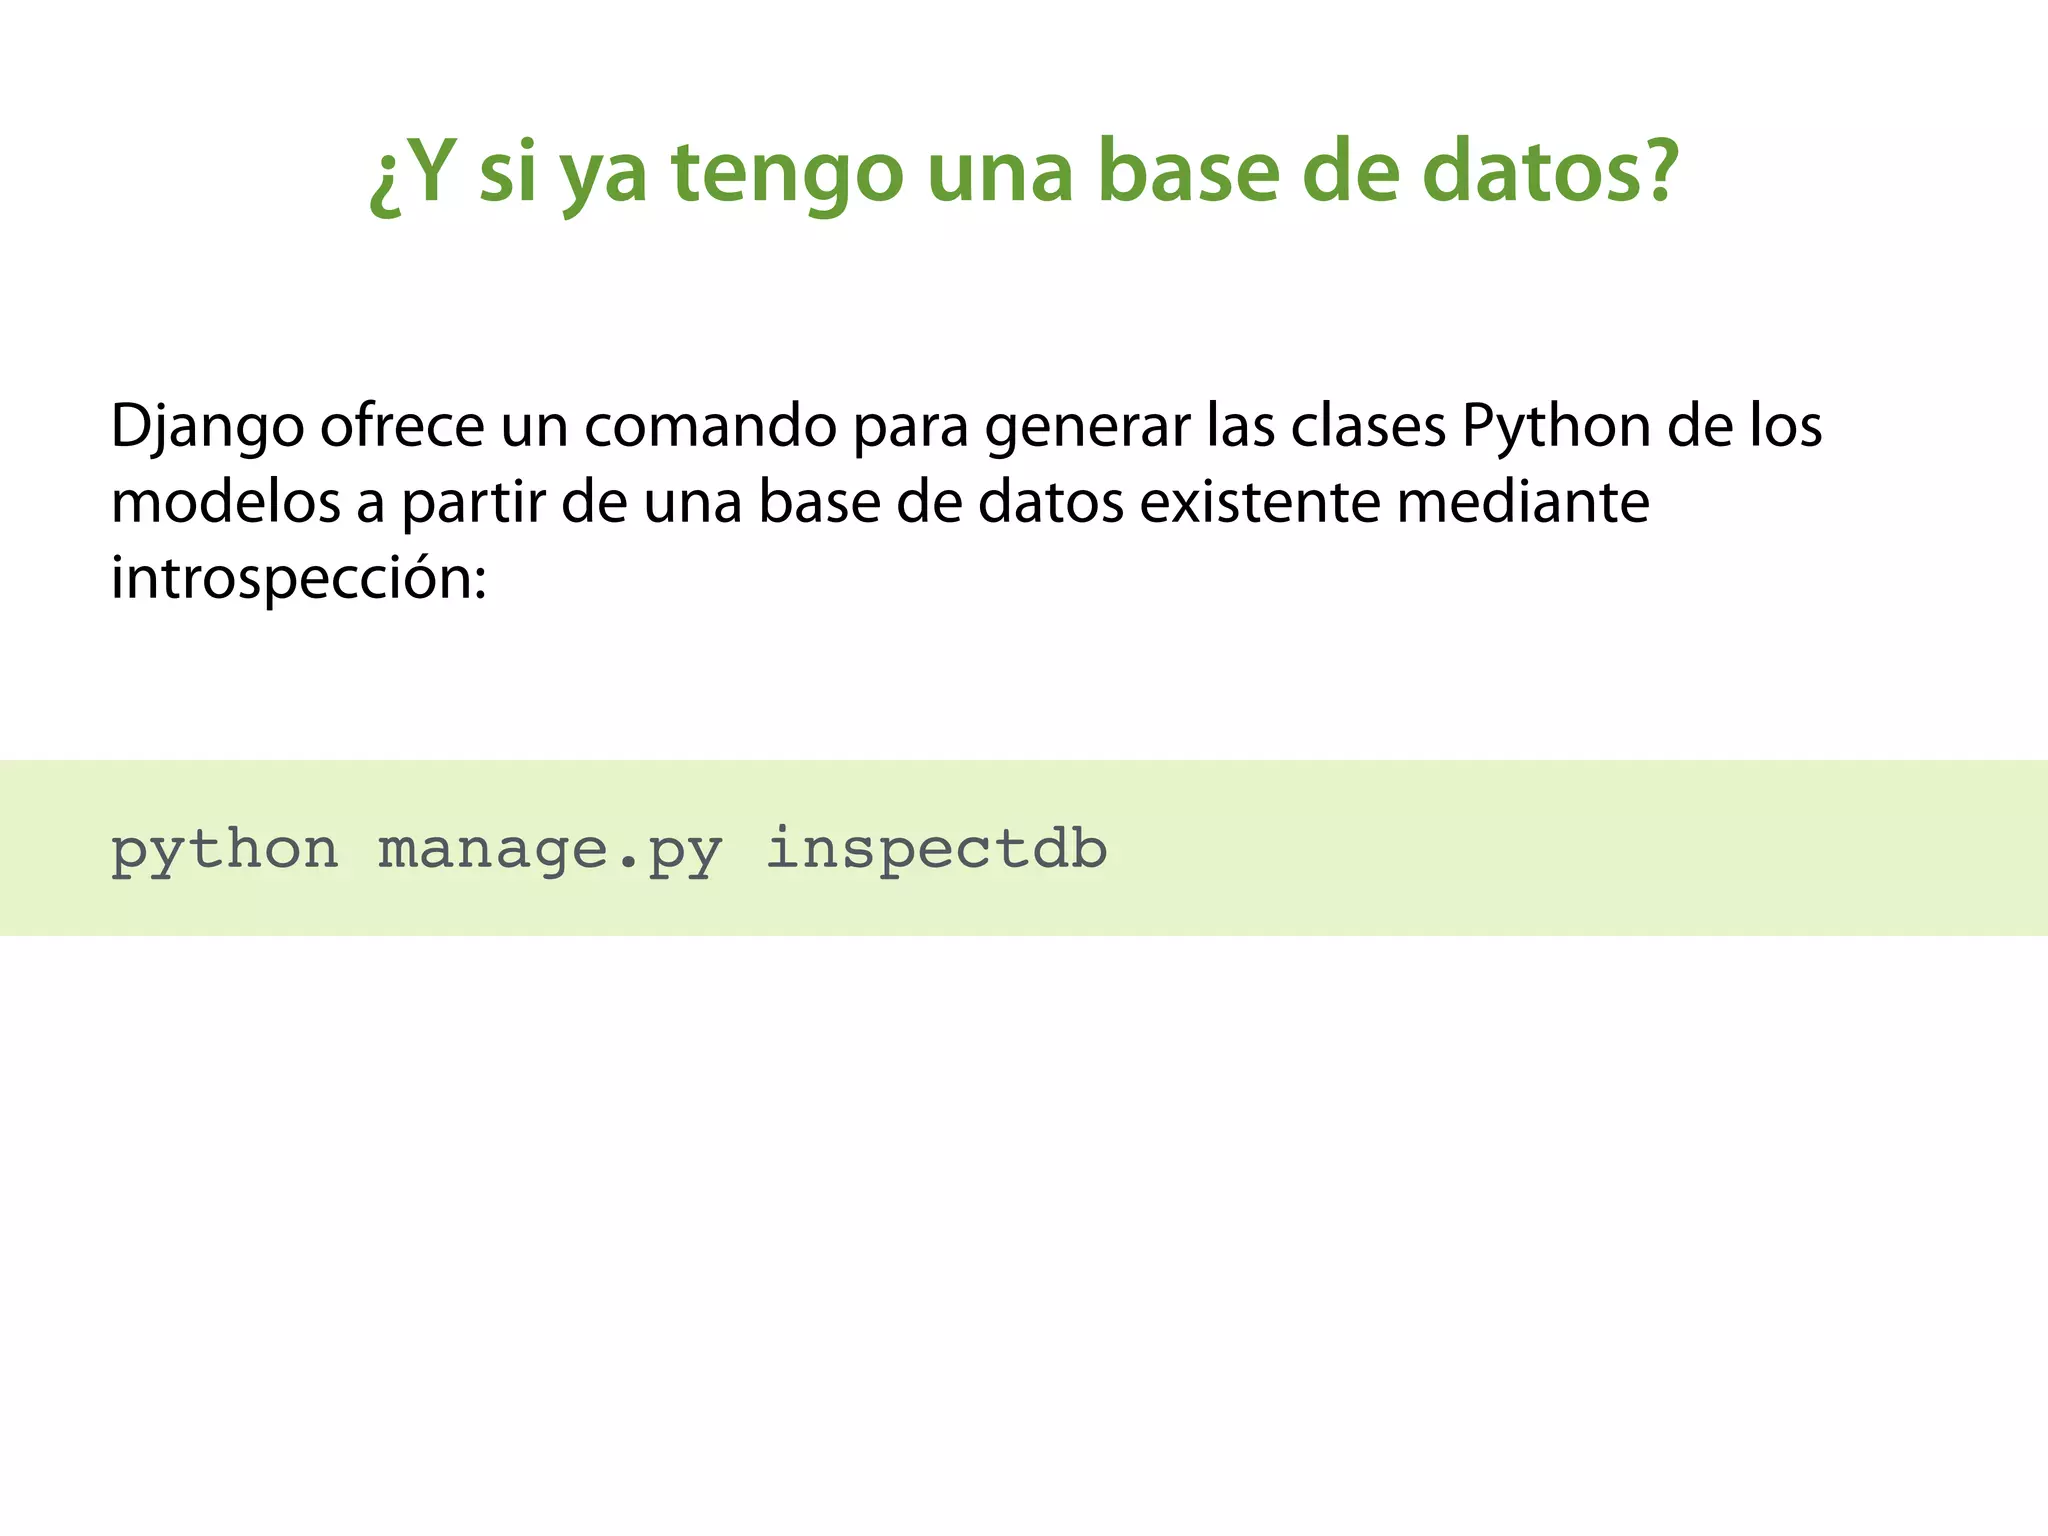 ¿Y si ya tengo una base de datos?
Django ofrece un comando para generar las clases Python de los
modelos a partir de una base de datos existente mediante
introspección:
python manage.py inspectdb